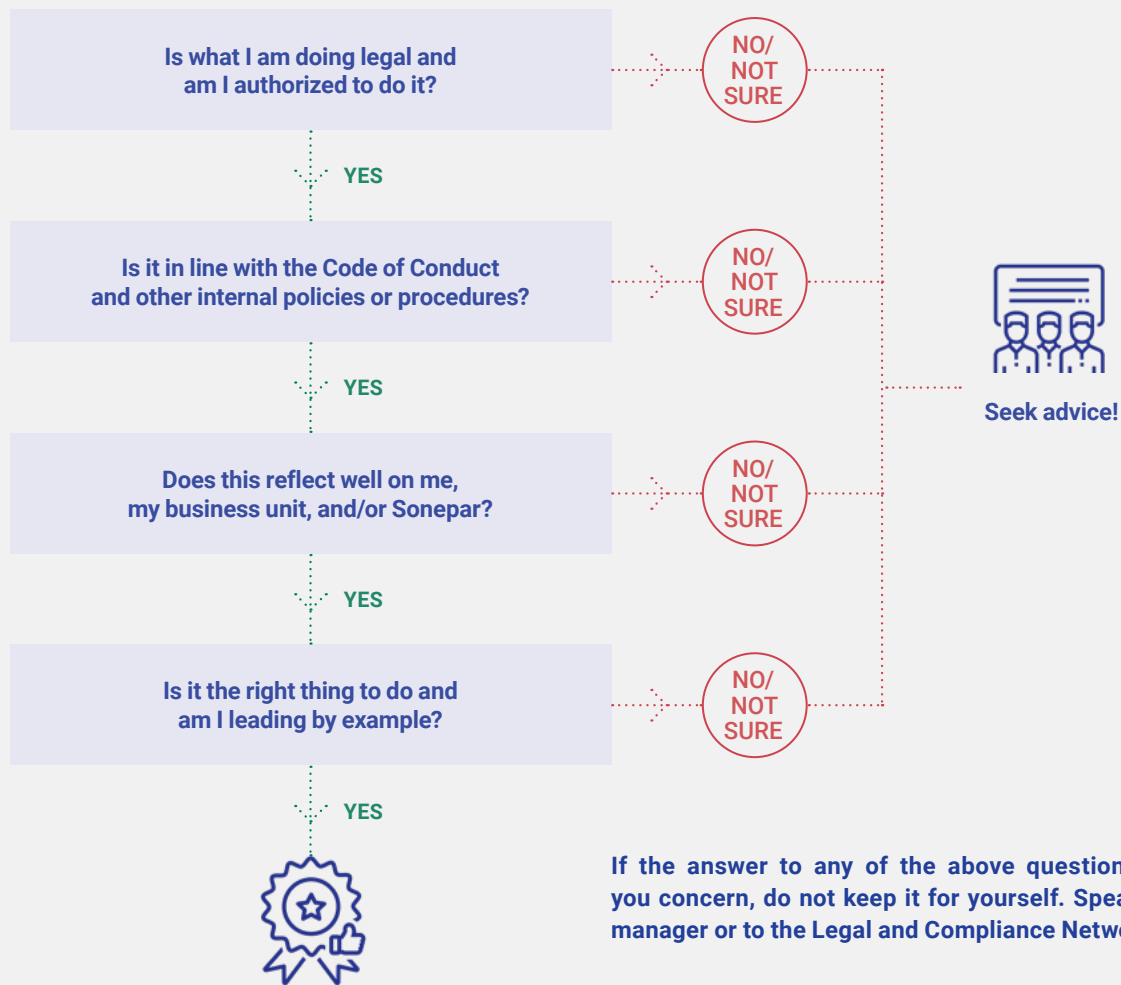 Is what I am doing legal and
am I authorized to do it?
NO/
NOT
SURE
YES
Is it in line with the Code of Conduct
and other internal policies or procedures?
NO/
NOT
SURE
YES
Seek advice!
Does this reflect well on me,
my business unit, and/or Sonepar?
NO/
NOT
SURE
YES
Is it the right thing to do and
am I leading by example?
NO/
NOT
SURE
YES
If the answer to any of the above question
you concern, do not keep it for yourself. Spea
manager or to the Legal and Compliance Netw